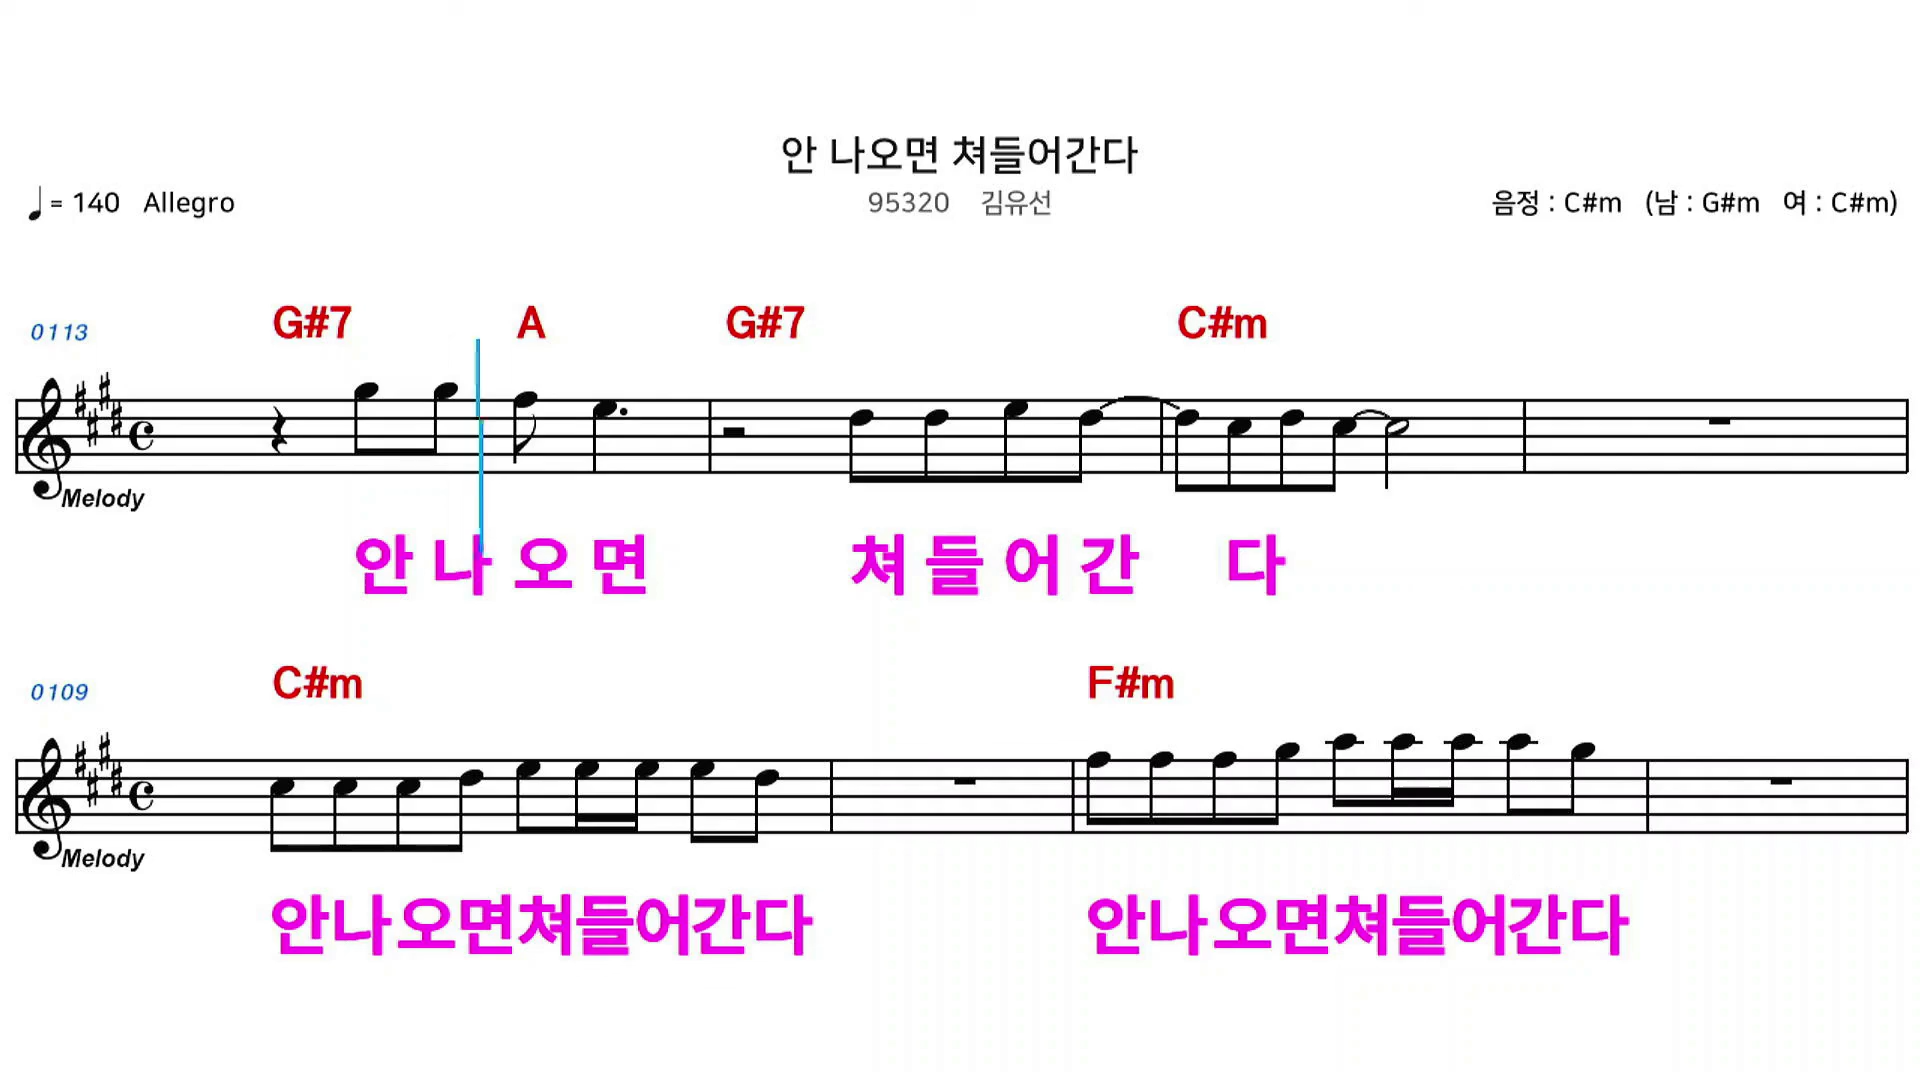 안 나오면 쳐들어간다
♩ = 140 Allegro 95320 김유선 음정 : C#m (남 : G#m 여 : C#m)
0113 G#7 A G#7 C#m
Melody
안 나 오 면 쳐 들 어 간 다
0109 C#m F#m
Melody
안나오면쳐들어간다 안나오면쳐들어간다